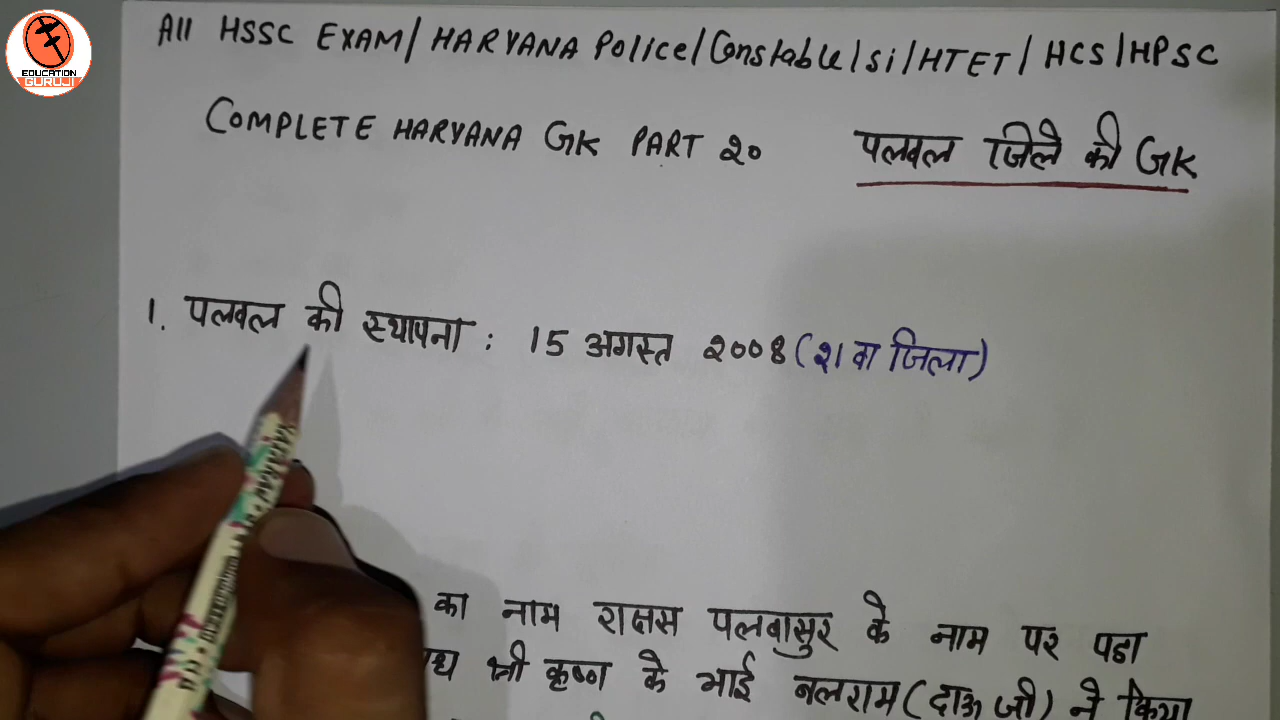 EDUCATION
GURUJI
All HSSC EXAM/ HARYANA Police/Constable/si/HTET/ HCS/HPSC
COMPLETE HARYANA GK PART 20 पलवल जिले की GK
1. पलवल की स्थापना : 15 अगस्त 2008 (21 वा जिला)
का नाम राक्षस पलवासुर के नाम पर पडा
श्री कृष्ण के भाई बलराम (दाऊ जी) ने किया